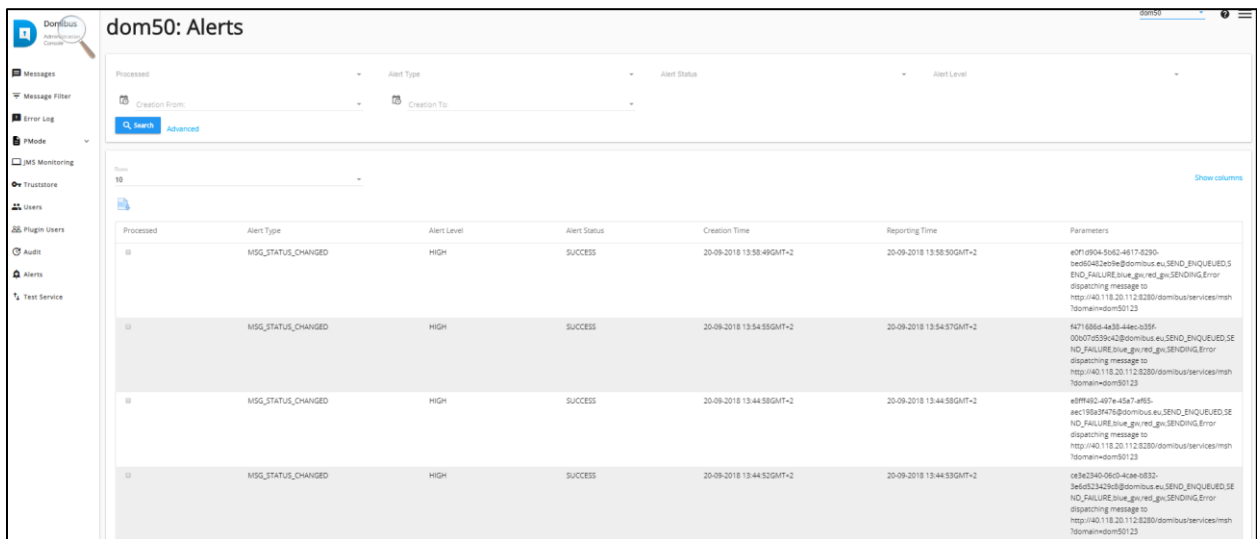 Domibus
Administration
Console
dom50: Alerts
dom50
Messages
Message Filter
Error Log
PMode
JMS Monitoring
Truststore
Users
Plugin Users
Audit
Alerts
Test Service
Processed Alert Type Alert Status Alert Level
Creation From: Creation To:
Search Advanced
Rows
10
Show columns
Processed Alert Type Alert Level Alert Status Creation Time Reporting Time Parameters
MSG_STATUS_CHANGED HIGH SUCCESS 20-09-2018 13:58:49GMT+2 20-09-2018 13:58:50GMT+2 e0f1d904-5b62-4617-8290-
bed60482eb9e@domibus.eu,SEND_ENQUEUED,S
END_FAILURE,blue_gw,red_gw,SENDING,Error
dispatching message to
http://40.118.20.112:8280/domibus/services/msh
?domain=dom50123
MSG_STATUS_CHANGED HIGH SUCCESS 20-09-2018 13:54:55GMT+2 20-09-2018 13:54:57GMT+2 f471686d-4a38-44ec-b35f-
00b07d539c42@domibus.eu,SEND_ENQUEUED,SE
ND_FAILURE,blue_gw,red_gw,SENDING,Error
dispatching message to
http://40.118.20.112:8280/domibus/services/msh
?domain=dom50123
MSG_STATUS_CHANGED HIGH SUCCESS 20-09-2018 13:44:58GMT+2 20-09-2018 13:44:58GMT+2 e8fff492-497e-45a7-af65-
aec198a3f476@domibus.eu,SEND_ENQUEUED,SE
ND_FAILURE,blue_gw,red_gw,SENDING,Error
dispatching message to
http://40.118.20.112:8280/domibus/services/msh
?domain=dom50123
MSG_STATUS_CHANGED HIGH SUCCESS 20-09-2018 13:44:52GMT+2 20-09-2018 13:44:53GMT+2 ce3e2340-06c0-4cae-b832-
3e6d523429c8@domibus.eu,SEND_ENQUEUED,SE
ND_FAILURE,blue_gw,red_gw,SENDING,Error
dispatching message to
http://40.118.20.112:8280/domibus/services/msh
?domain=dom50123